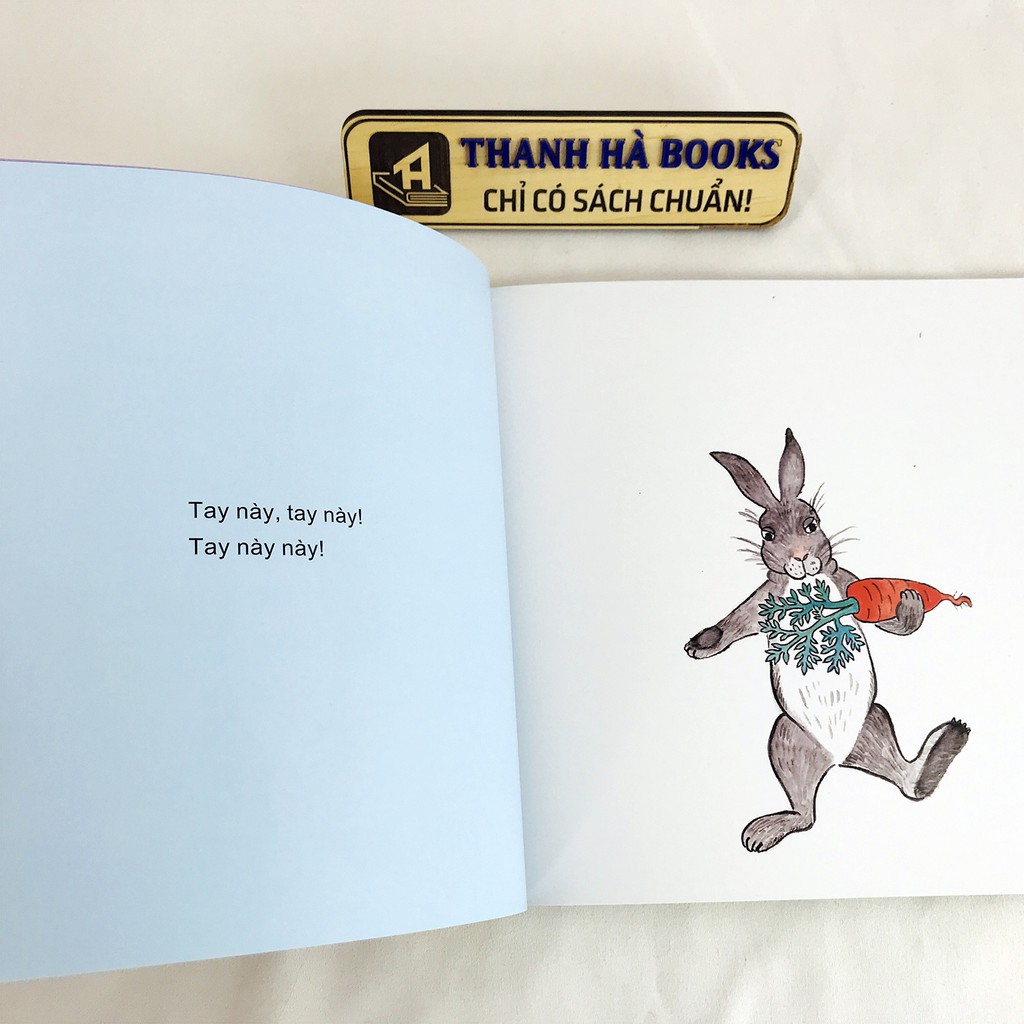 THANH HÀ BOOKS
CHỈ CÓ SÁCH CHUẨN!
Tay này, tay này!
Tay này này!